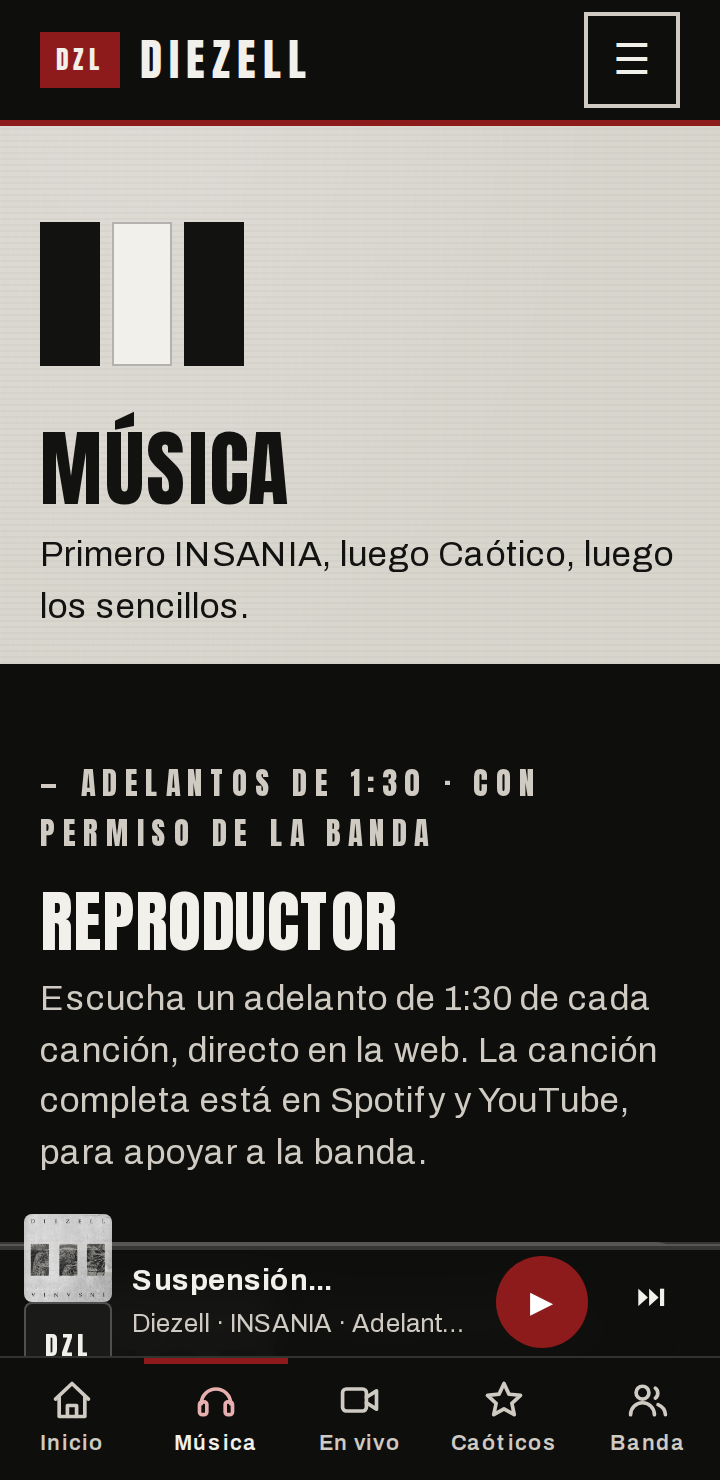 DZL DIEZELL
MÚSICA
Primero INSANIA, luego Caótico, luego
los sencillos.
— ADELANTOS DE 1:30 · CON
PERMISO DE LA BANDA
REPRODUCTOR
Escucha un adelanto de 1:30 de cada
canción, directo en la web. La canción
completa está en Spotify y YouTube,
para apoyar a la banda.
DIEZELL
INSANIA
Suspensión...
Diezell · INSANIA · Adelant...
DZL
Inicio Música En vivo Caóticos Banda